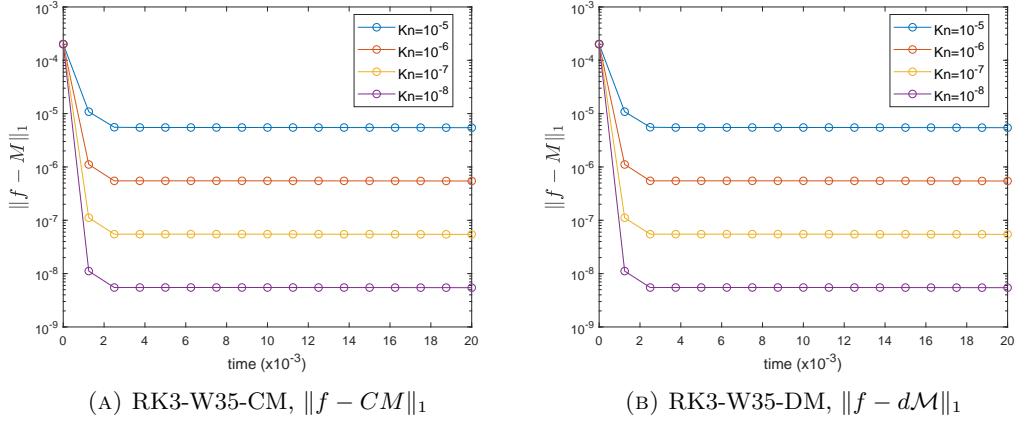 10⁻³
10⁻⁴
10⁻⁵
10⁻⁶
10⁻⁷
10⁻⁸
10⁻⁹
‖f − M‖₁
0 2 4 6 8 10 12 14 16 18 20
time (x10⁻³)
Kn=10⁻⁵
Kn=10⁻⁶
Kn=10⁻⁷
Kn=10⁻⁸
(A) RK3-W35-CM, ‖f − CM‖₁
10⁻³
10⁻⁴
10⁻⁵
10⁻⁶
10⁻⁷
10⁻⁸
10⁻⁹
‖f − M‖₁
0 2 4 6 8 10 12 14 16 18 20
time (x10⁻³)
Kn=10⁻⁵
Kn=10⁻⁶
Kn=10⁻⁷
Kn=10⁻⁸
(B) RK3-W35-DM, ‖f − dℳ‖₁